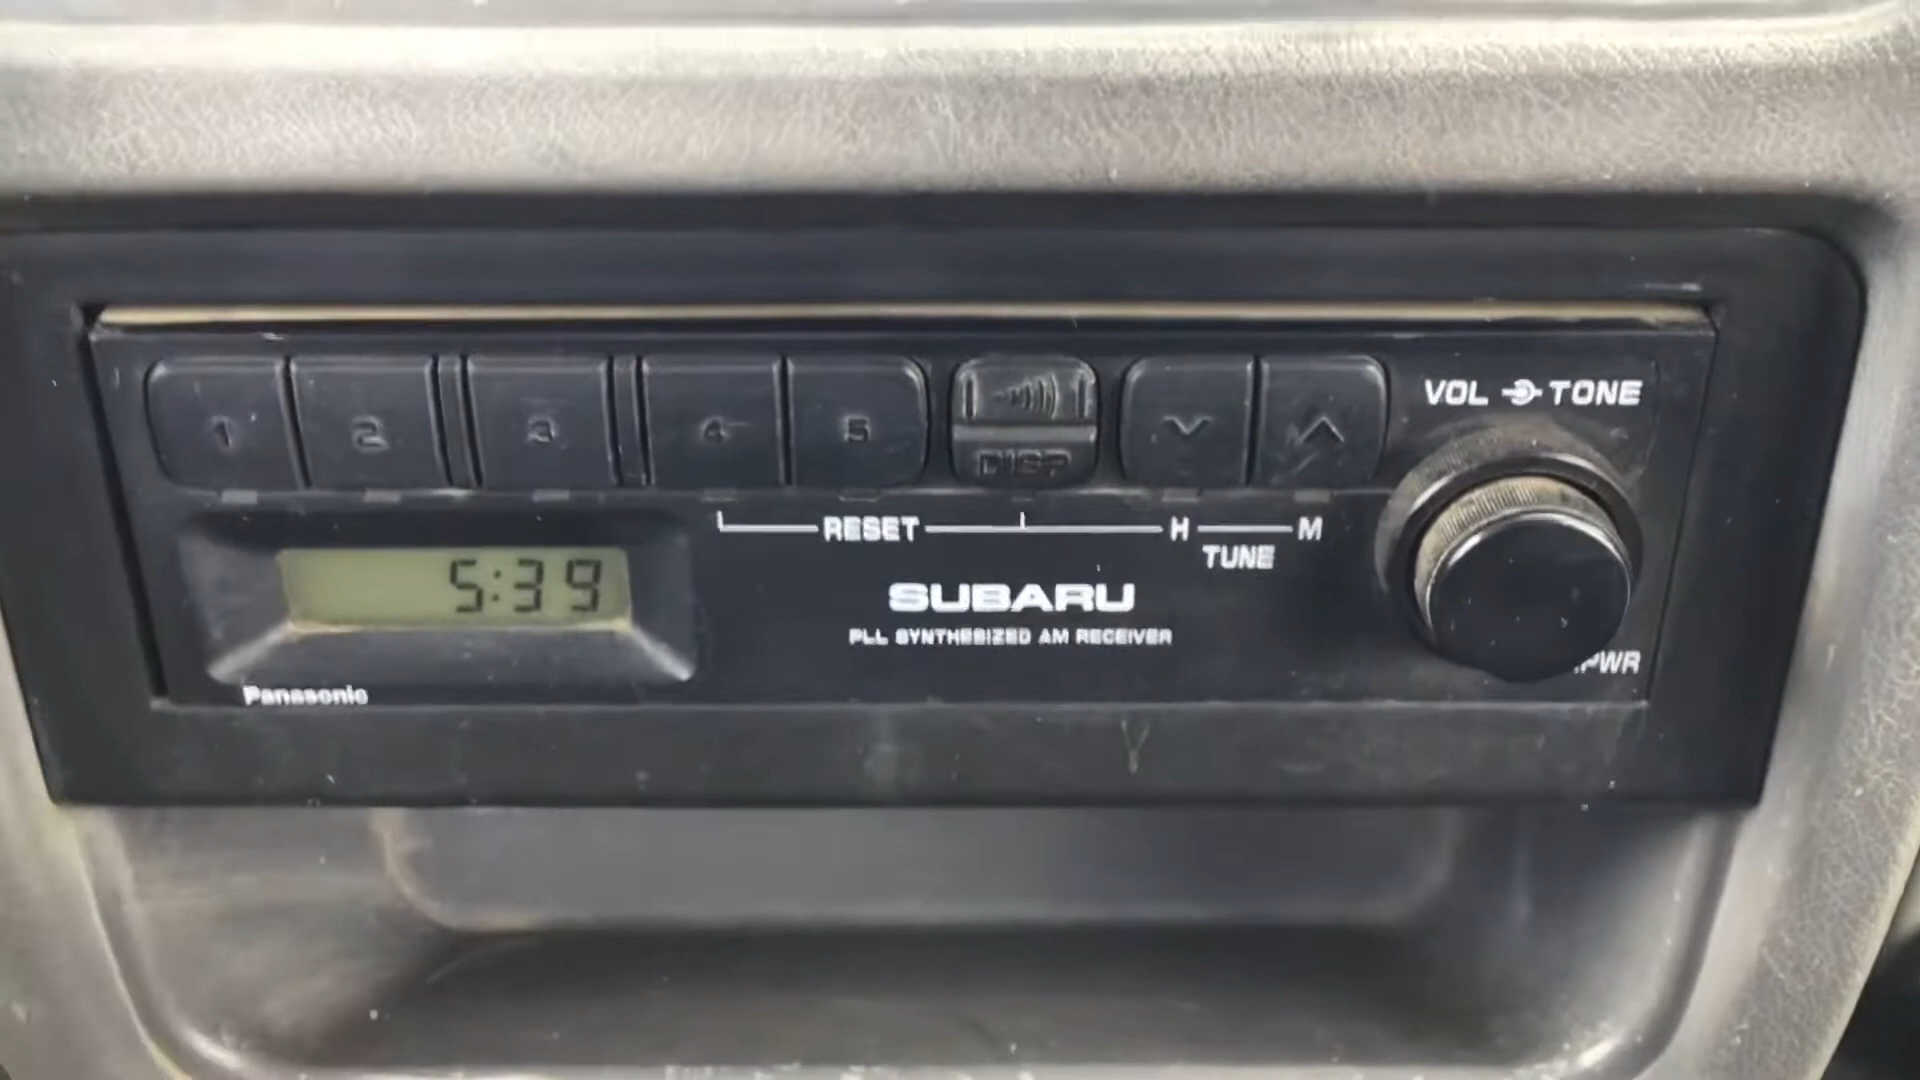 1 2 3 4 5
DISP
VOL TONE
RESET H M
TUNE
5:39
SUBARU
PLL SYNTHESIZED AM RECEIVER
PWR
Panasonic